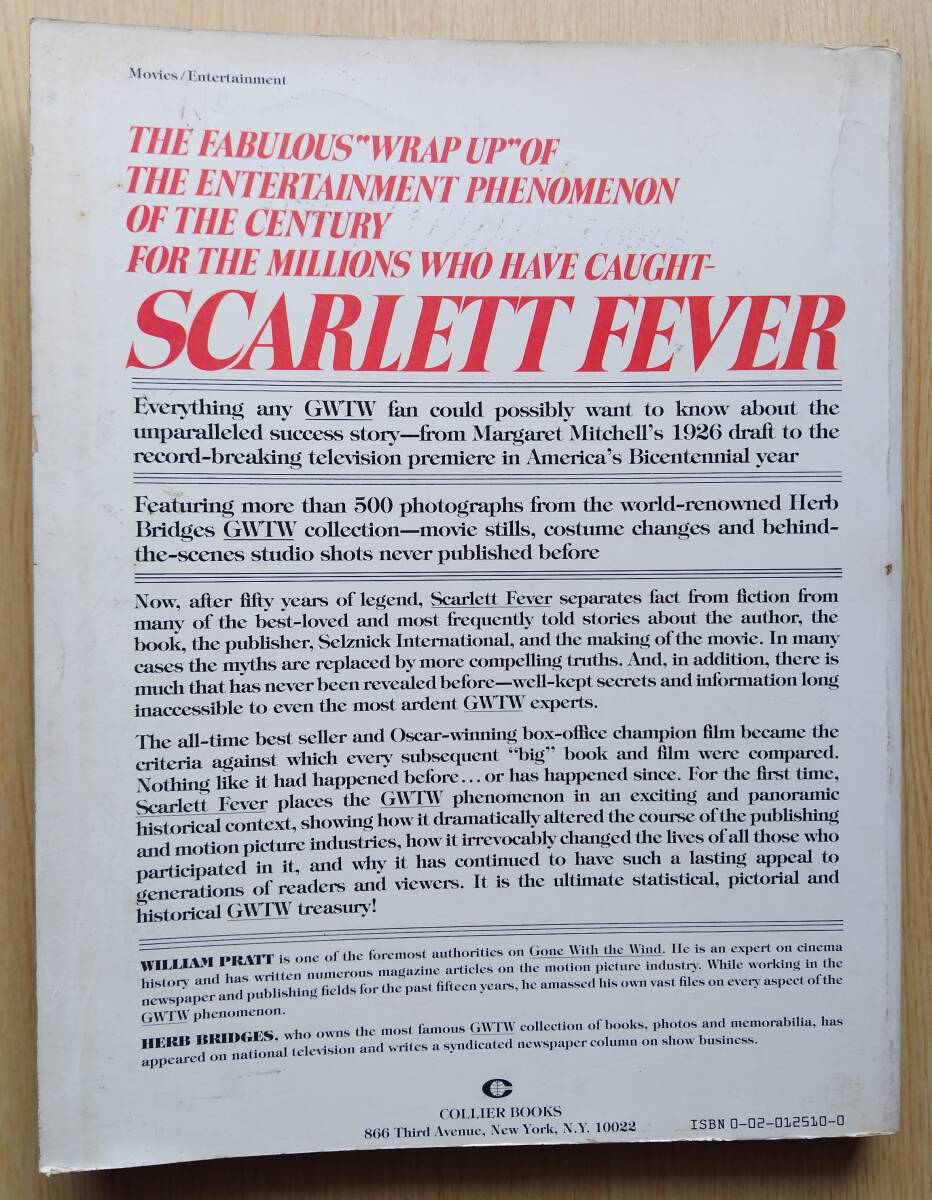 Movies/Entertainment
THE FABULOUS "WRAP UP" OF
THE ENTERTAINMENT PHENOMENON
OF THE CENTURY
FOR THE MILLIONS WHO HAVE CAUGHT-
SCARLETT FEVER
Everything any GWTW fan could possibly want to know about the
unparalleled success story—from Margaret Mitchell's 1926 draft to the
record-breaking television premiere in America's Bicentennial year
Featuring more than 500 photographs from the world-renowned Herb
Bridges GWTW collection—movie stills, costume changes and behind-
the-scenes studio shots never published before
Now, after fifty years of legend, Scarlett Fever separates fact from fiction from
many of the best-loved and most frequently told stories about the author, the
book, the publisher, Selznick International, and the making of the movie. In many
cases the myths are replaced by more compelling truths. And, in addition, there is
much that has never been revealed before—well-kept secrets and information long
inaccessible to even the most ardent GWTW experts.
The all-time best seller and Oscar-winning box-office champion film became the
criteria against which every subsequent "big" book and film were compared.
Nothing like it had happened before...or has happened since. For the first time,
Scarlett Fever places the GWTW phenomenon in an exciting and panoramic
historical context, showing how it dramatically altered the course of the publishing
and motion picture industries, how it irrevocably changed the lives of all those who
participated in it, and why it has continued to have such a lasting appeal to
generations of readers and viewers. It is the ultimate statistical, pictorial and
historical GWTW treasury!
WILLIAM PRATT is one of the foremost authorities on Gone With the Wind. He is an expert on cinema
history and has written numerous magazine articles on the motion picture industry. While working in the
newspaper and publishing fields for the past fifteen years, he amassed his own vast files on every aspect of the
GWTW phenomenon.
HERB BRIDGES, who owns the most famous GWTW collection of books, photos and memorabilia, has
appeared on national television and writes a syndicated newspaper column on show business.
COLLIER BOOKS
866 Third Avenue, New York, N.Y. 10022
ISBN 0-02-012510-0